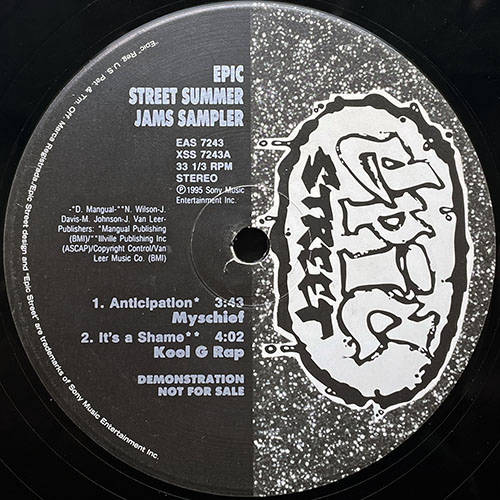 EPIC
STREET SUMMER
JAMS SAMPLER
EAS 7243
XSS 7243A
33 1/3 RPM
STEREO
Ⓟ1995 Sony Music
Entertainment Inc.
*D. Mangual-**N. Wilson-J.
Davis-M. Johnson-J. Van Leer-
Publishers: *Mangual Publishing
(BMI)/**Illville Publishing Inc
(ASCAP)/Copyright Control/Van
Leer Music Co. (BMI)
1. Anticipation* 3:43
Myschief
2. It's a Shame** 4:02
Kool G Rap
DEMONSTRATION
NOT FOR SALE
"Epic" Reg. U.S. Pat. & Tm. Off. Marca Registrada/Epic Street design and "Epic Street" are trademarks of Sony Music Entertainment Inc.
EPIC
STREET